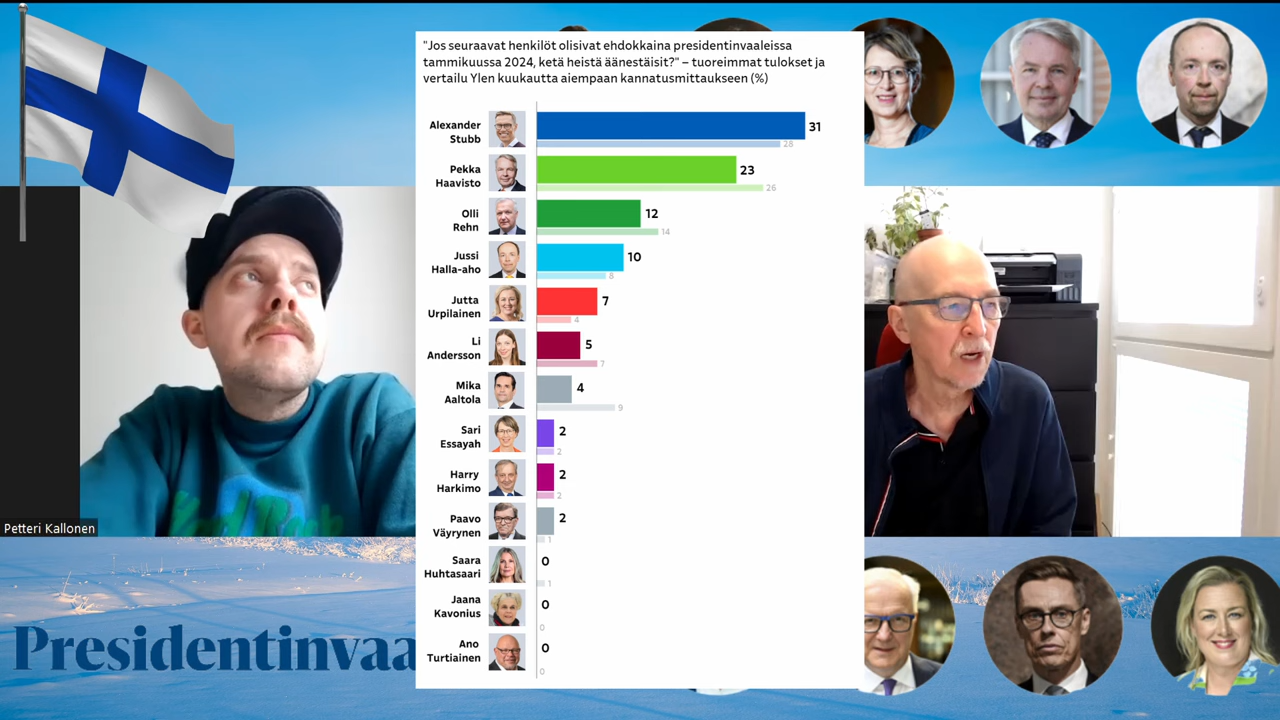 "Jos seuraavat henkilöt olisivat ehdokkaina presidentinvaaleissa
tammikuussa 2024, ketä heistä äänestäisit?" – tuoreimmat tulokset ja
vertailu Ylen kuukautta aiempaan kannatusmittaukseen (%)
Alexander
Stubb
31
28
Pekka
Haavisto
23
26
Olli
Rehn
12
14
Jussi
Halla-aho
10
8
Jutta
Urpilainen
7
4
Li
Andersson
5
7
Mika
Aaltola
4
9
Sari
Essayah
2
2
Harry
Harkimo
2
2
Paavo
Väyrynen
2
1
Saara
Huhtasaari
0
1
Jaana
Kavonius
0
0
Ano
Turtiainen
0
0
Petteri Kallonen
Presidentinvaa